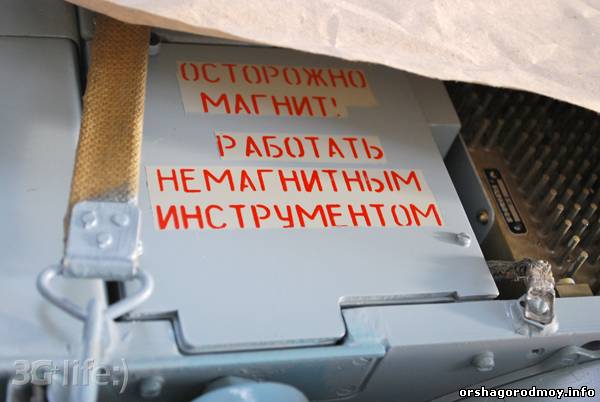 ОСТОРОЖНО
МАГНИТ!
РАБОТАТЬ
НЕМАГНИТНЫМ
ИНСТРУМЕНТОМ
3G life:)
orshagorodmoy.info